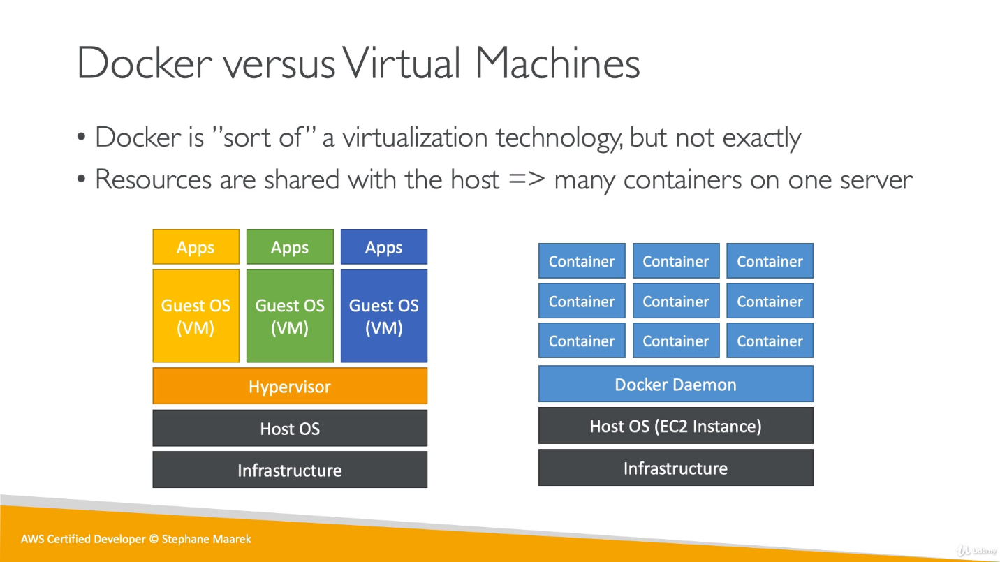 Docker versus Virtual Machines
• Docker is ”sort of” a virtualization technology, but not exactly
• Resources are shared with the host => many containers on one server
Apps Apps Apps
Guest OS (VM) Guest OS (VM) Guest OS (VM)
Hypervisor
Host OS
Infrastructure
Container Container Container
Container Container Container
Container Container Container
Docker Daemon
Host OS (EC2 Instance)
Infrastructure
AWS Certified Developer © Stephane Maarek
Udemy